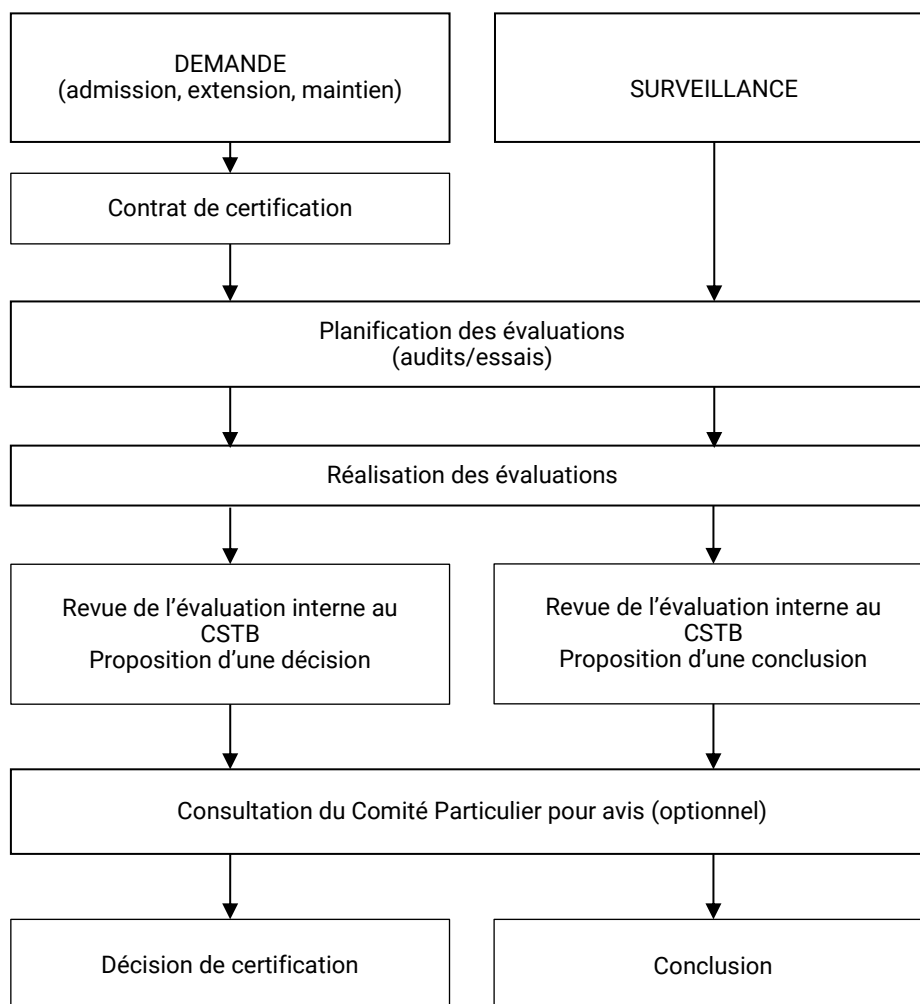 DEMANDE
(admission, extension, maintien)
SURVEILLANCE
Contrat de certification
Planification des évaluations
(audits/essais)
Réalisation des évaluations
Revue de l’évaluation interne au
CSTB
Proposition d’une décision
Revue de l’évaluation interne au
CSTB
Proposition d’une conclusion
Consultation du Comité Particulier pour avis (optionnel)
Décision de certification
Conclusion